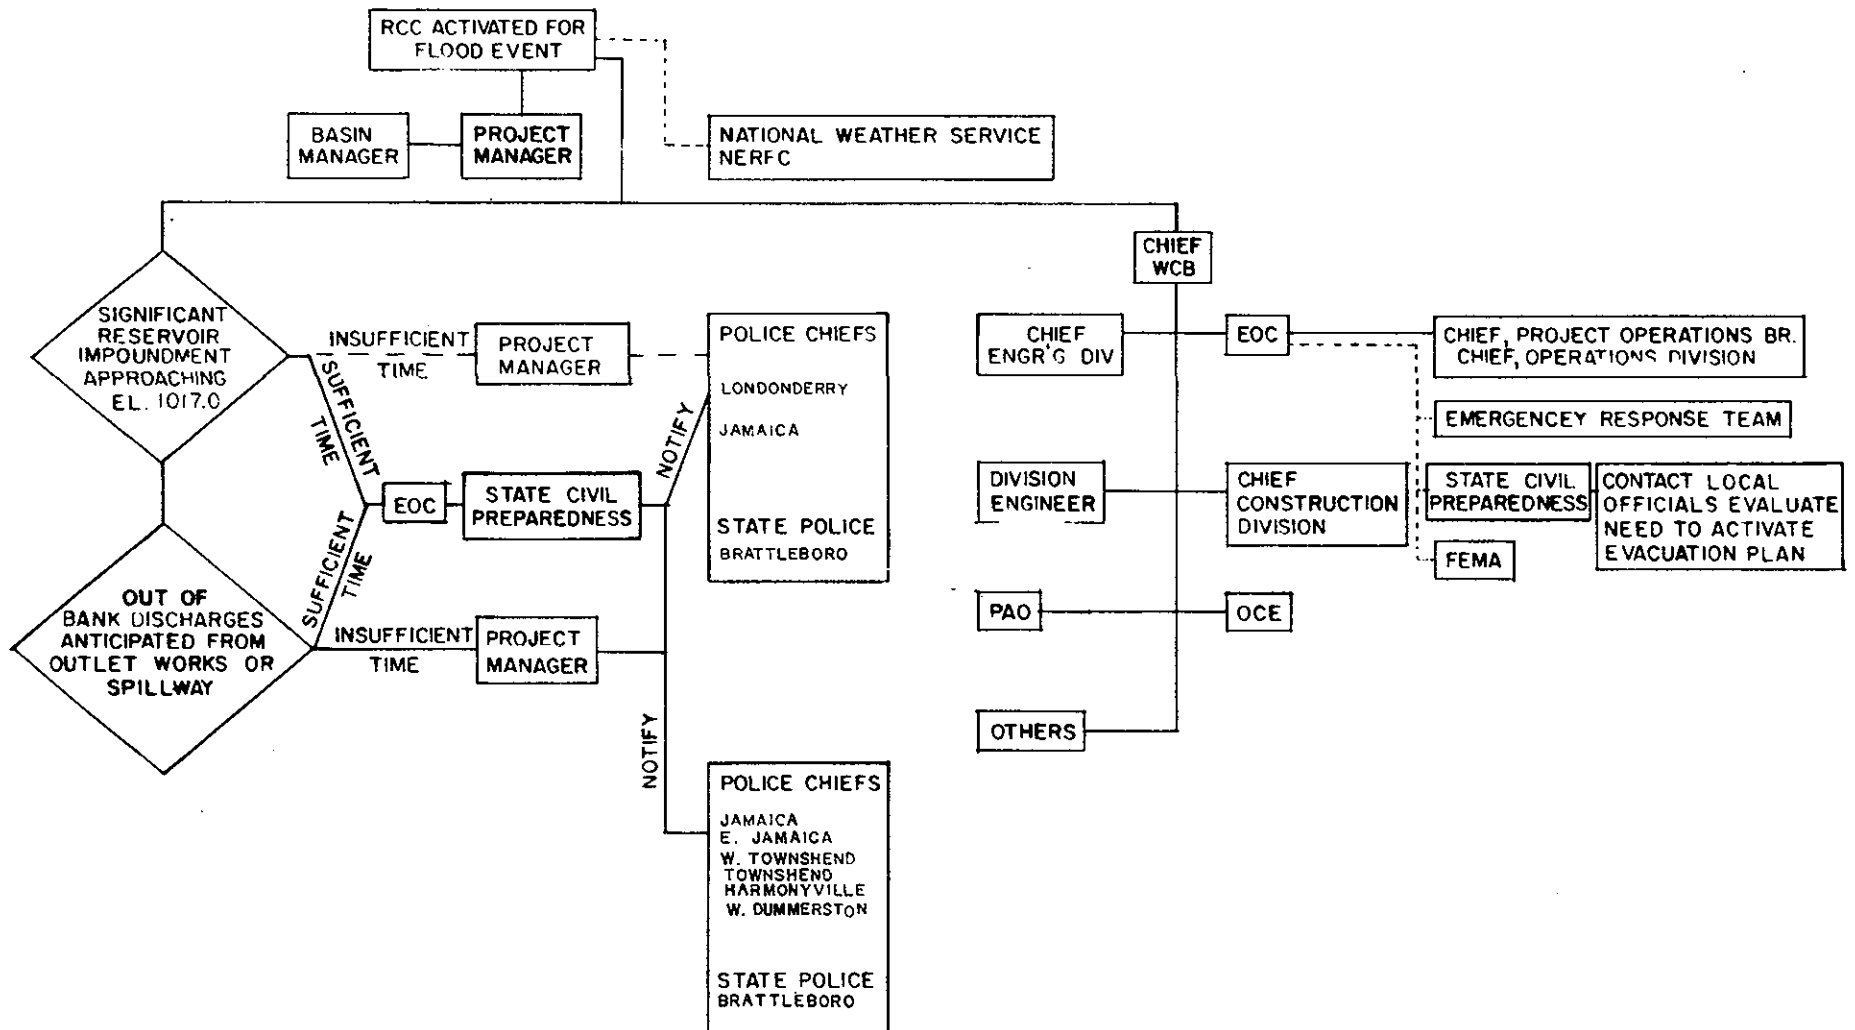 RCC ACTIVATED FOR
FLOOD EVENT
BASIN
MANAGER
PROJECT
MANAGER
NATIONAL WEATHER SERVICE
NERFC
CHIEF
WCB
SIGNIFICANT
RESERVOIR
IMPOUNDMENT
APPROACHING
EL. 1017.0
INSUFFICIENT
TIME
PROJECT
MANAGER
SUFFICIENT
TIME
POLICE CHIEFS
LONDONDERRY
JAMAICA
STATE POLICE
BRATTLEBORO
NOTIFY
EOC
STATE CIVIL
PREPAREDNESS
SUFFICIENT
TIME
OUT OF
BANK DISCHARGES
ANTICIPATED FROM
OUTLET WORKS OR
SPILLWAY
INSUFFICIENT
TIME
PROJECT
MANAGER
NOTIFY
POLICE CHIEFS
JAMAICA
E. JAMAICA
W. TOWNSHEND
TOWNSHEND
HARMONYVILLE
W. DUMMERSTON
STATE POLICE
BRATTLEBORO
CHIEF
ENGR'G DIV
EOC
CHIEF, PROJECT OPERATIONS BR.
CHIEF, OPERATIONS DIVISION
EMERGENCEY RESPONSE TEAM
DIVISION
ENGINEER
CHIEF
CONSTRUCTION
DIVISION
STATE CIVIL
PREPAREDNESS
CONTACT LOCAL
OFFICIALS EVALUATE
NEED TO ACTIVATE
EVACUATION PLAN
FEMA
PAO
OCE
OTHERS